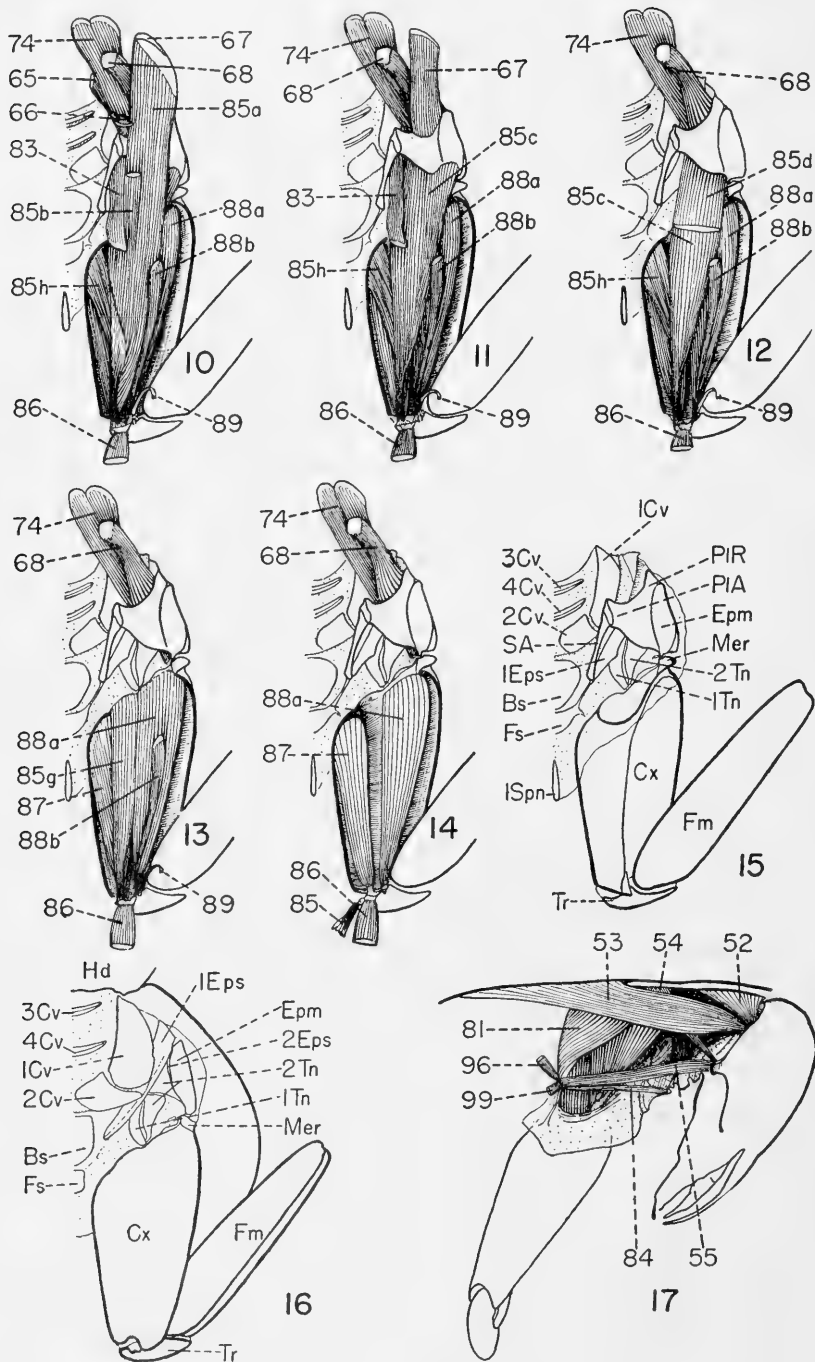 74
65
66
83
85b
85h
86
67
68
85a
88a
88b
10
89
74
68
83
85h
86
67
85c
88a
88b
11
89
74
85c
85h
86
68
85d
88a
88b
12
89
74
68
88a
85g
87
88b
86
13
89
74
68
88a
87
86
85
14
1Cv
3Cv
4Cv
2Cv
SA
1Eps
Bs
Fs
1Spn
Tr
PlR
PlA
Epm
Mer
2Tn
1Tn
Cx
Fm
15
Hd
3Cv
4Cv
1Cv
2Cv
Bs
Fs
1Eps
Epm
2Eps
2Tn
1Tn
Mer
Cx
Fm
16
Tr
53
54
52
81
96
99
84
55
17